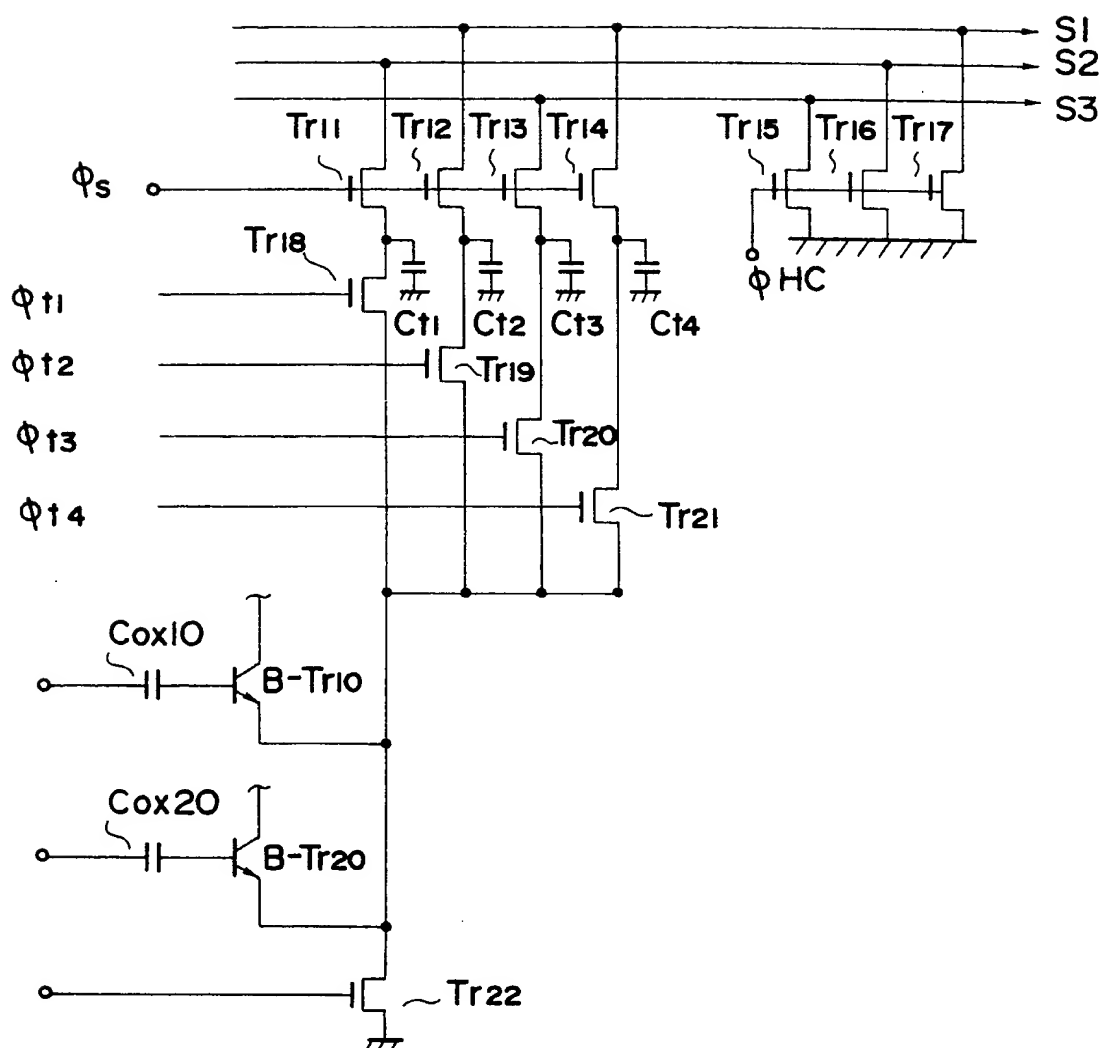 S1
S2
S3
Tr11 Tr12 Tr13 Tr14 Tr15 Tr16 Tr17
ϕs
Tr18
ϕHC
ϕt1
Ct1 Ct2 Ct3 Ct4
ϕt2
Tr19
ϕt3
Tr20
ϕt4
Tr21
Cox10
B-Tr10
Cox20
B-Tr20
Tr22